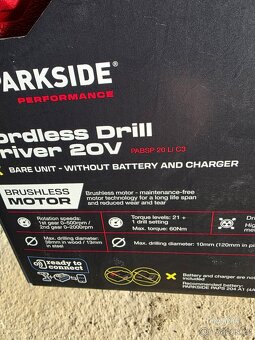 PARKSIDE®
PERFORMANCE
ordless Drill
river 20V PABSP 20 Li C3
BARE UNIT - WITHOUT BATTERY AND CHARGER
BRUSHLESS
MOTOR
Brushless motor - maintenance-free
motor technology for a long life span
and reduced wear and tear
Rotation speeds:
1st gear 0-500rpm /
2nd gear 0-2000rpm
Torque levels: 21 +
1 drill setting
Max. torque: 60Nm
Max. drilling diameter:
38mm in wood / 13mm
in steel
Max. drilling diameter: 10mm (120mm in
ready to
connect
Battery and charger are not
Recommended battery:
PARKSIDE PAPS 204 A1